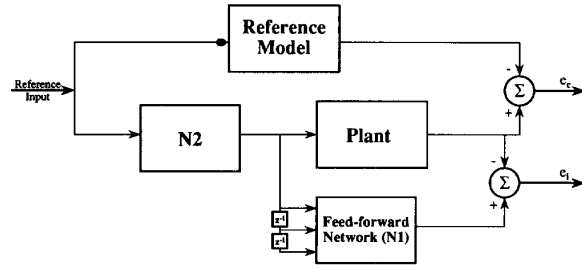 Reference
Model
Reference
Input
-
Σ
e_c
+
N2
Plant
-
Σ
e_i
+
z⁻¹
z⁻¹
Feed-forward
Network (N1)